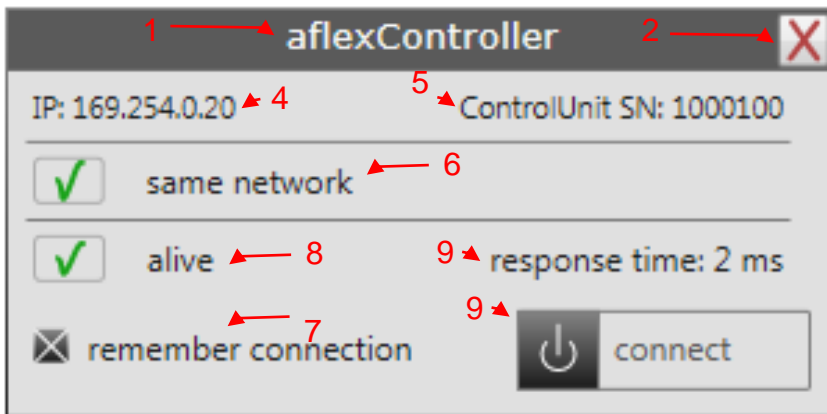 1 aflexController 2 X
IP: 169.254.0.20 4 5 ControlUnit SN: 1000100
same network 6
alive 8 9 response time: 2 ms
remember connection 7 9 connect